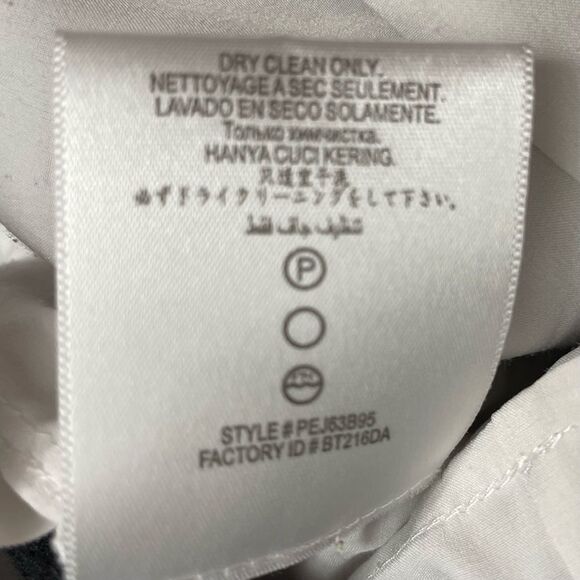 DRY CLEAN ONLY.
NETTOYAGE A SEC SEULEMENT.
LAVADO EN SECO SOLAMENTE.
Только химчистка.
HANYA CUCI KERING.
只适宜干洗
必ずドライクリーニングをして下さい。
تنظيف جاف فقط
P
STYLE # PEJ63B95
FACTORY ID # BT216DA